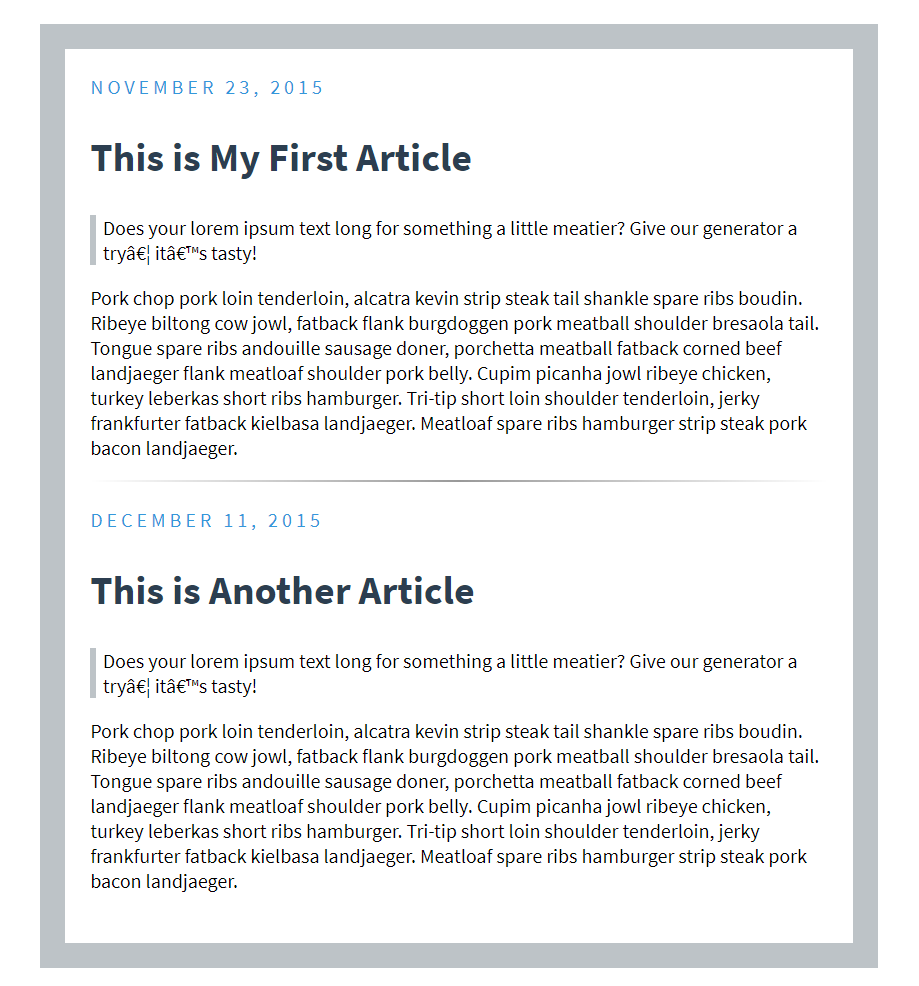 NOVEMBER 23, 2015
This is My First Article
Does your lorem ipsum text long for something a little meatier? Give our generator a
tryâ€¦ itâ€™s tasty!
Pork chop pork loin tenderloin, alcatra kevin strip steak tail shankle spare ribs boudin.
Ribeye biltong cow jowl, fatback flank burgdoggen pork meatball shoulder bresaola tail.
Tongue spare ribs andouille sausage doner, porchetta meatball fatback corned beef
landjaeger flank meatloaf shoulder pork belly. Cupim picanha jowl ribeye chicken,
turkey leberkas short ribs hamburger. Tri-tip short loin shoulder tenderloin, jerky
frankfurter fatback kielbasa landjaeger. Meatloaf spare ribs hamburger strip steak pork
bacon landjaeger.
DECEMBER 11, 2015
This is Another Article
Does your lorem ipsum text long for something a little meatier? Give our generator a
tryâ€¦ itâ€™s tasty!
Pork chop pork loin tenderloin, alcatra kevin strip steak tail shankle spare ribs boudin.
Ribeye biltong cow jowl, fatback flank burgdoggen pork meatball shoulder bresaola tail.
Tongue spare ribs andouille sausage doner, porchetta meatball fatback corned beef
landjaeger flank meatloaf shoulder pork belly. Cupim picanha jowl ribeye chicken,
turkey leberkas short ribs hamburger. Tri-tip short loin shoulder tenderloin, jerky
frankfurter fatback kielbasa landjaeger. Meatloaf spare ribs hamburger strip steak pork
bacon landjaeger.